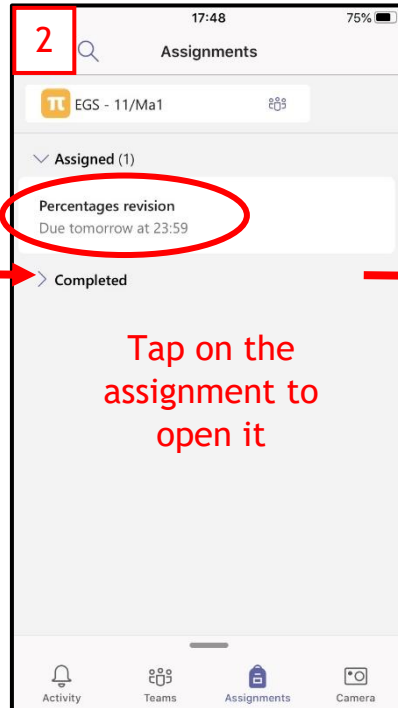 2
17:48
75%
Assignments
π EGS - 11/Ma1
Assigned (1)
Percentages revision
Due tomorrow at 23:59
Completed
Tap on the
assignment to
open it
Activity Teams Assignments Camera